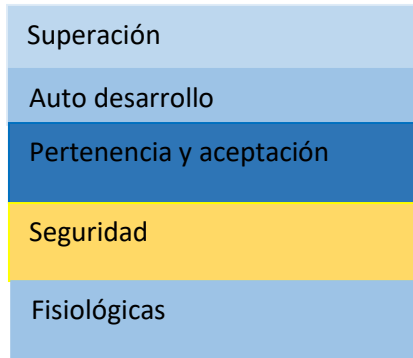 Superación
Auto desarrollo
Pertenencia y aceptación
Seguridad
Fisiológicas